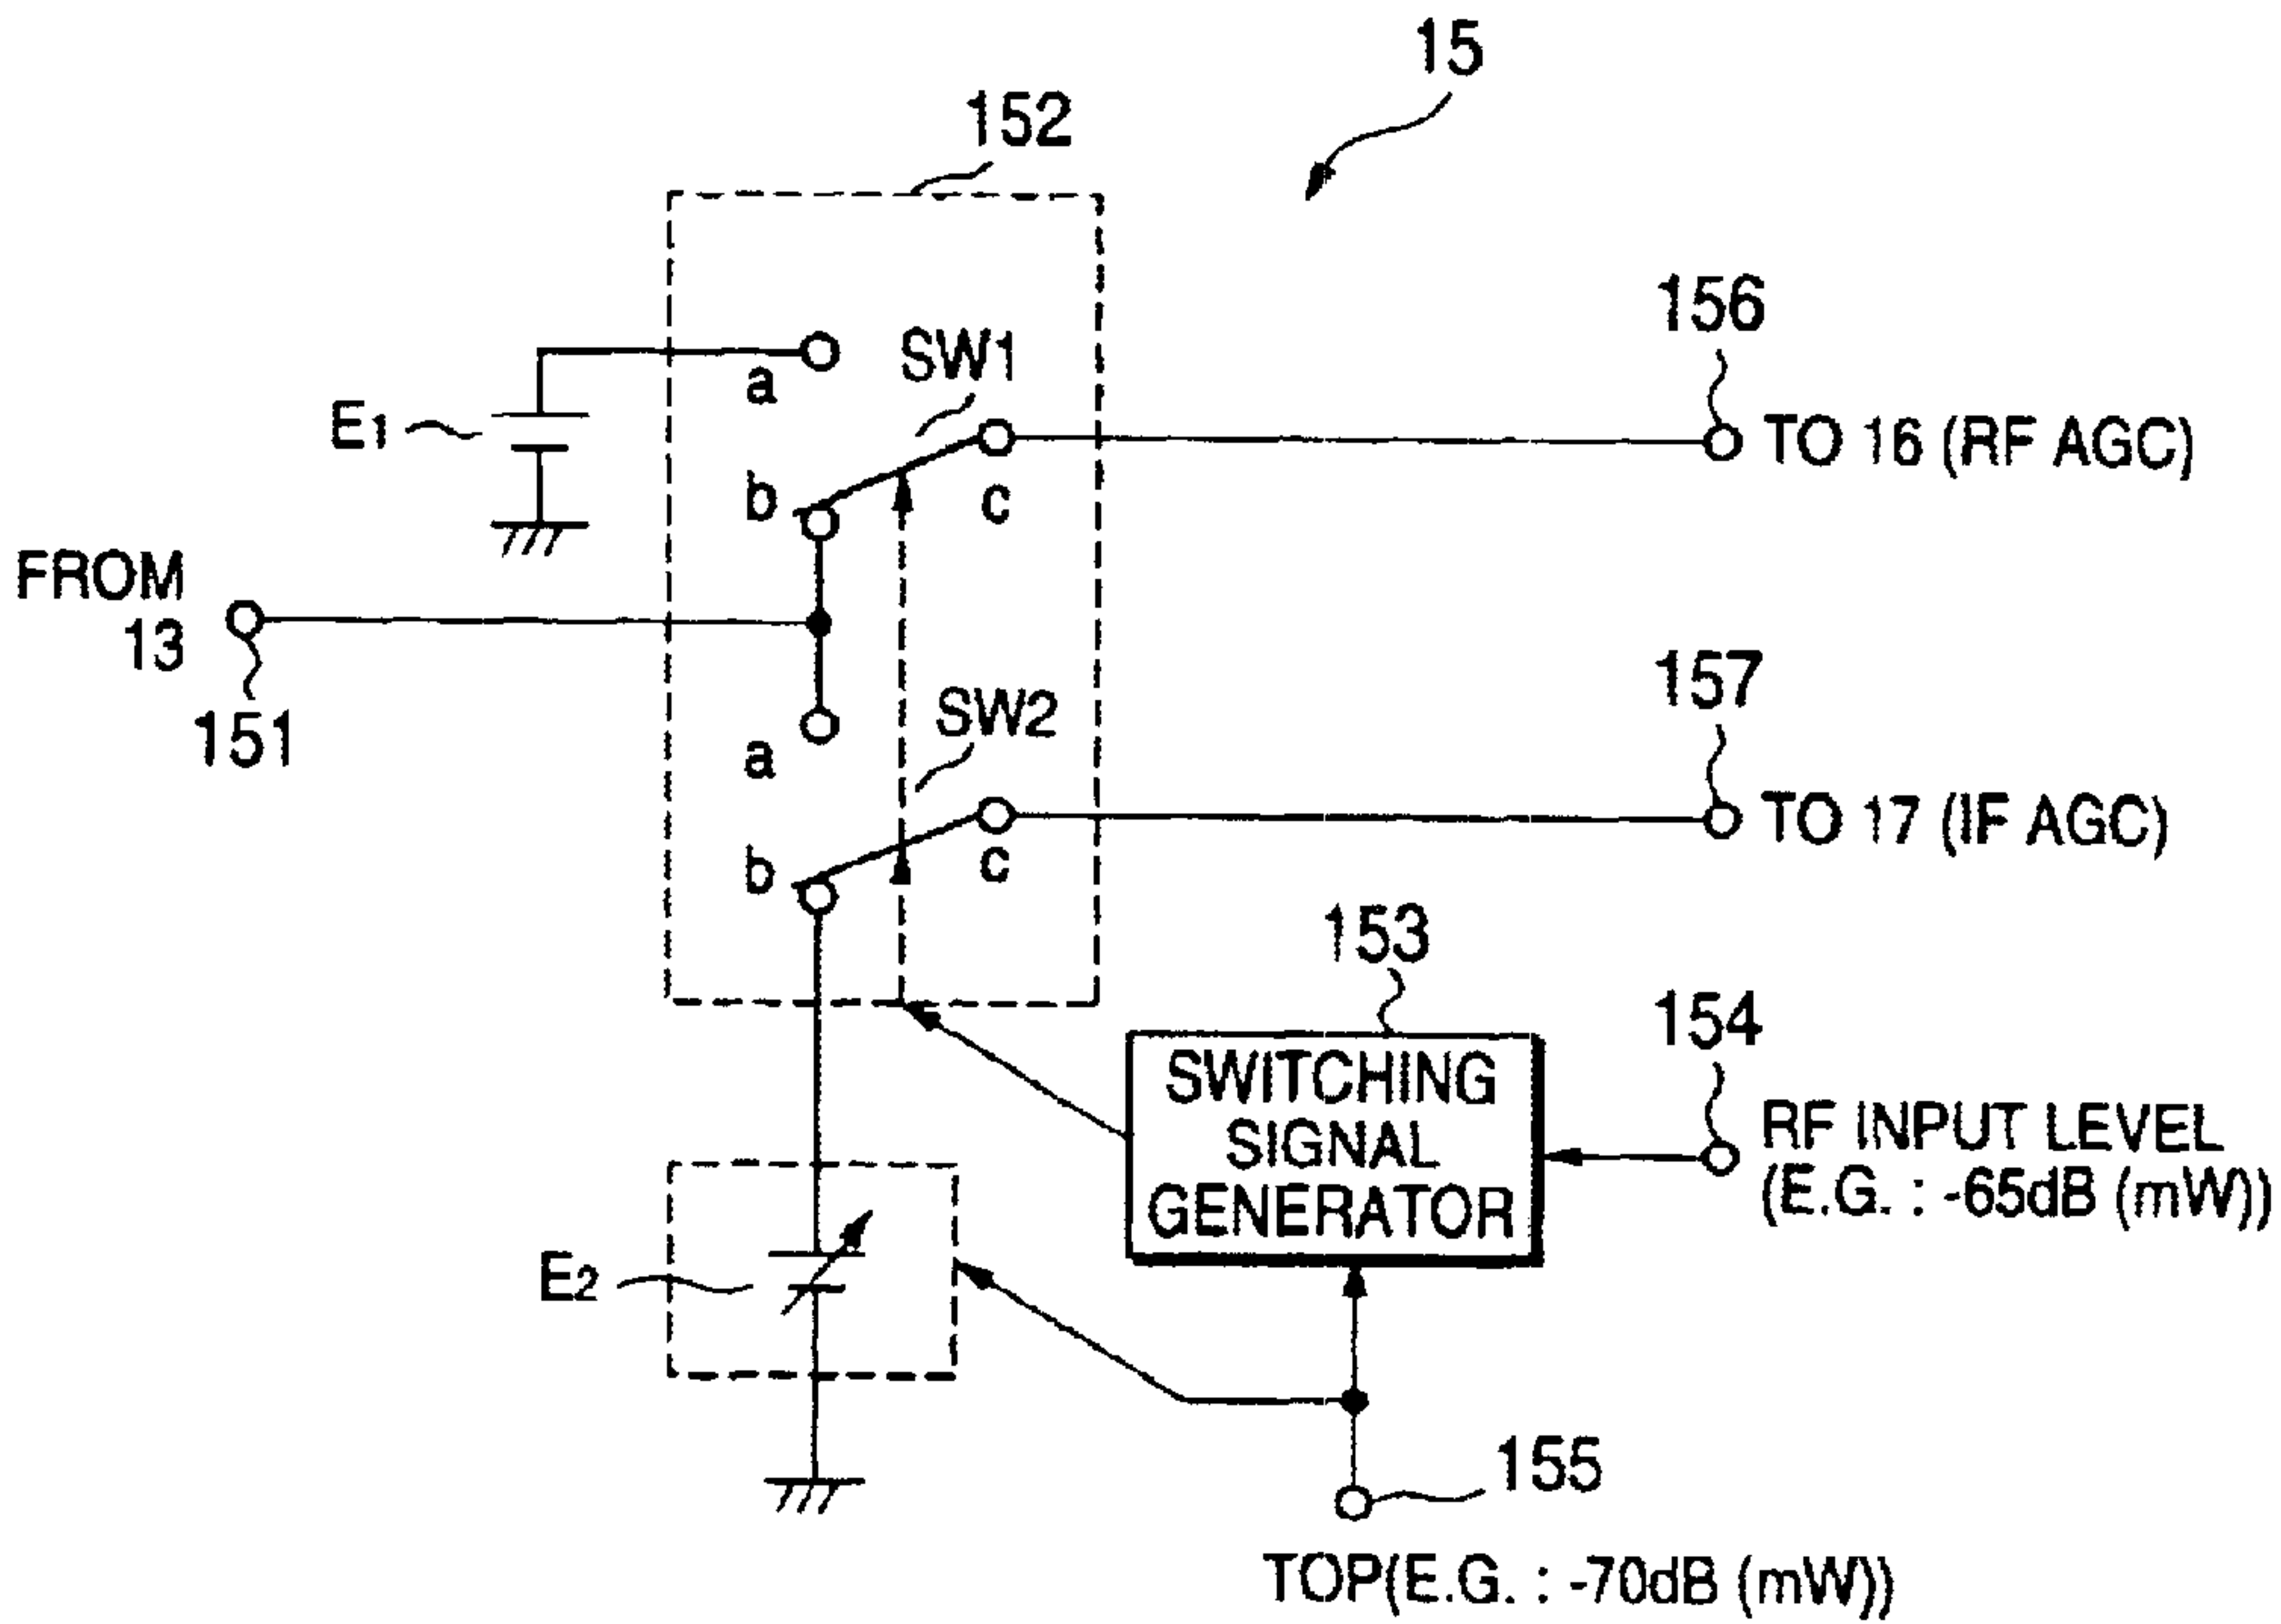 15
152
156
a
SW1
E1
TO 16 (RF AGC)
b
c
FROM
13
157
SW2
151
a
TO 17 (IF AGC)
b
c
153
154
SWITCHING
SIGNAL
GENERATOR
RF INPUT LEVEL
(E.G. : -65dB (mW))
E2
155
TOP(E.G. : -70dB (mW))